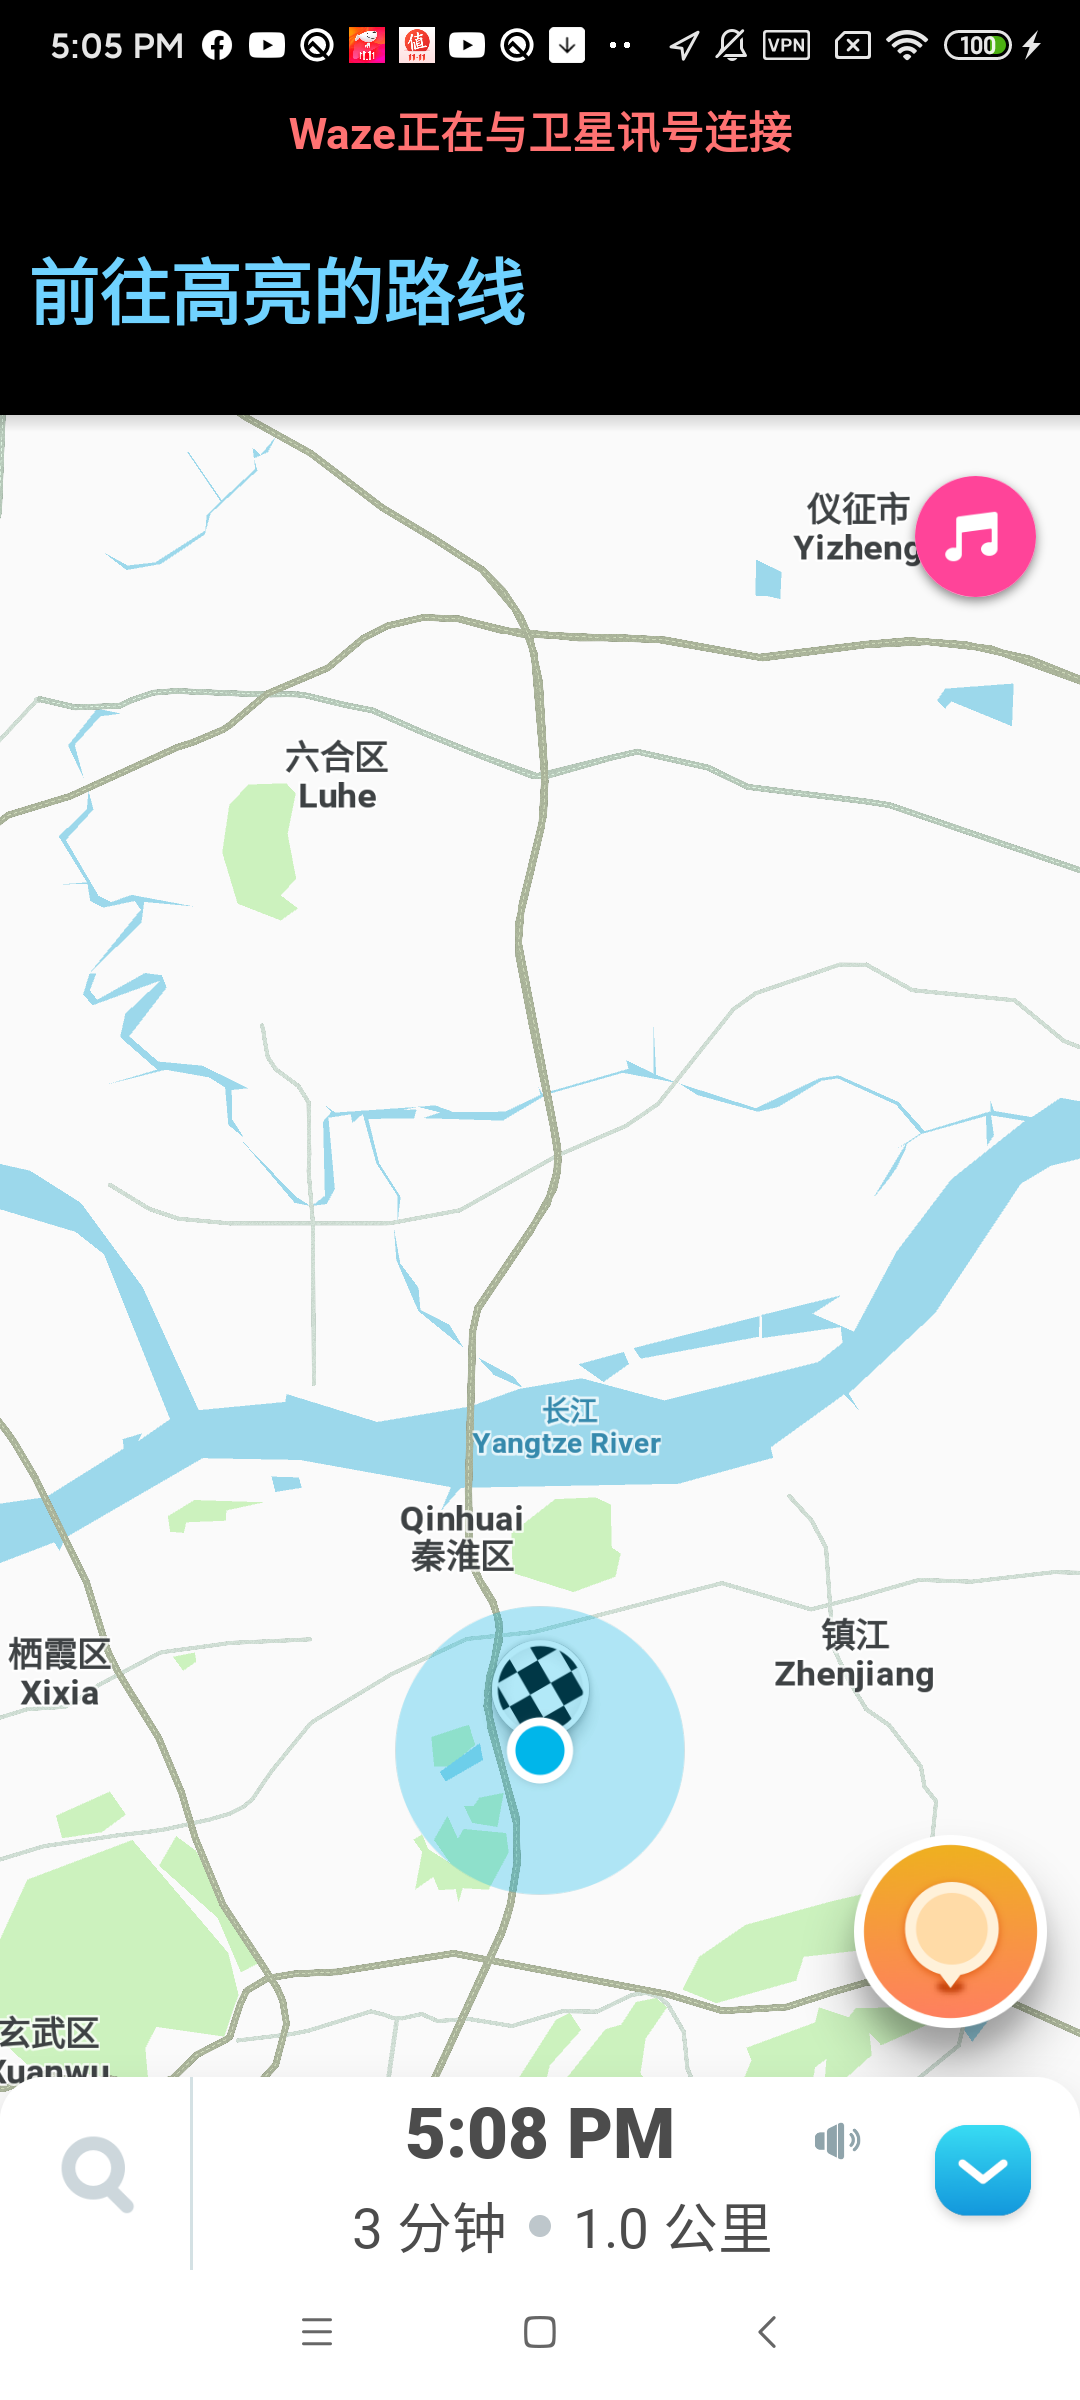 5:05 PM
VPN
100
Waze正在与卫星讯号连接
前往高亮的路线
仪征市
Yizheng
六合区
Luhe
长江
Yangtze River
Qinhuai
秦淮区
栖霞区
Xixia
镇江
Zhenjiang
玄武区
Xuanwu
5:08 PM
3 分钟 • 1.0 公里